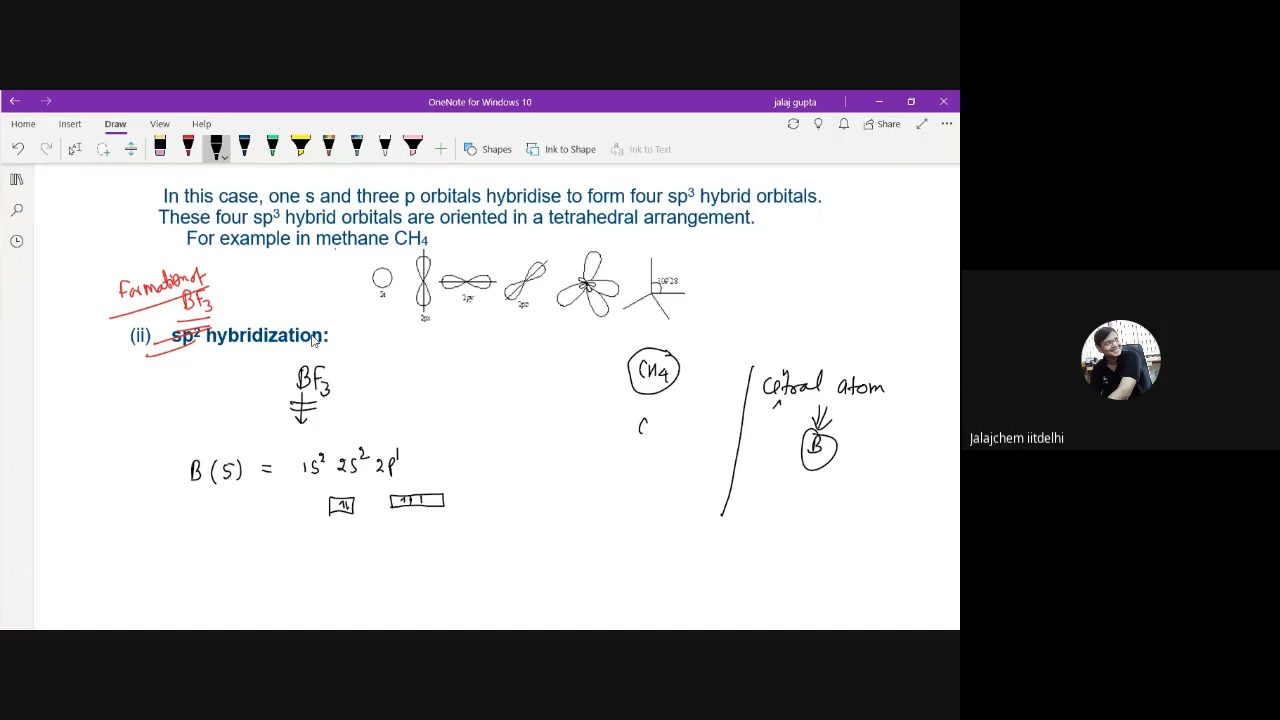 OneNote for Windows 10
jalaj gupta
Home Insert Draw View Help
Share
Shapes Ink to Shape Ink to Text
In this case, one s and three p orbitals hybridise to form four sp³ hybrid orbitals.
These four sp³ hybrid orbitals are oriented in a tetrahedral arrangement.
For example in methane CH₄
Formation of
BF₃
(ii) sp² hybridization:
BF₃
CH₄
C
Cetral atom
n
B
B(5) = 1s² 2s² 2p¹
Jalajchem iitdelhi